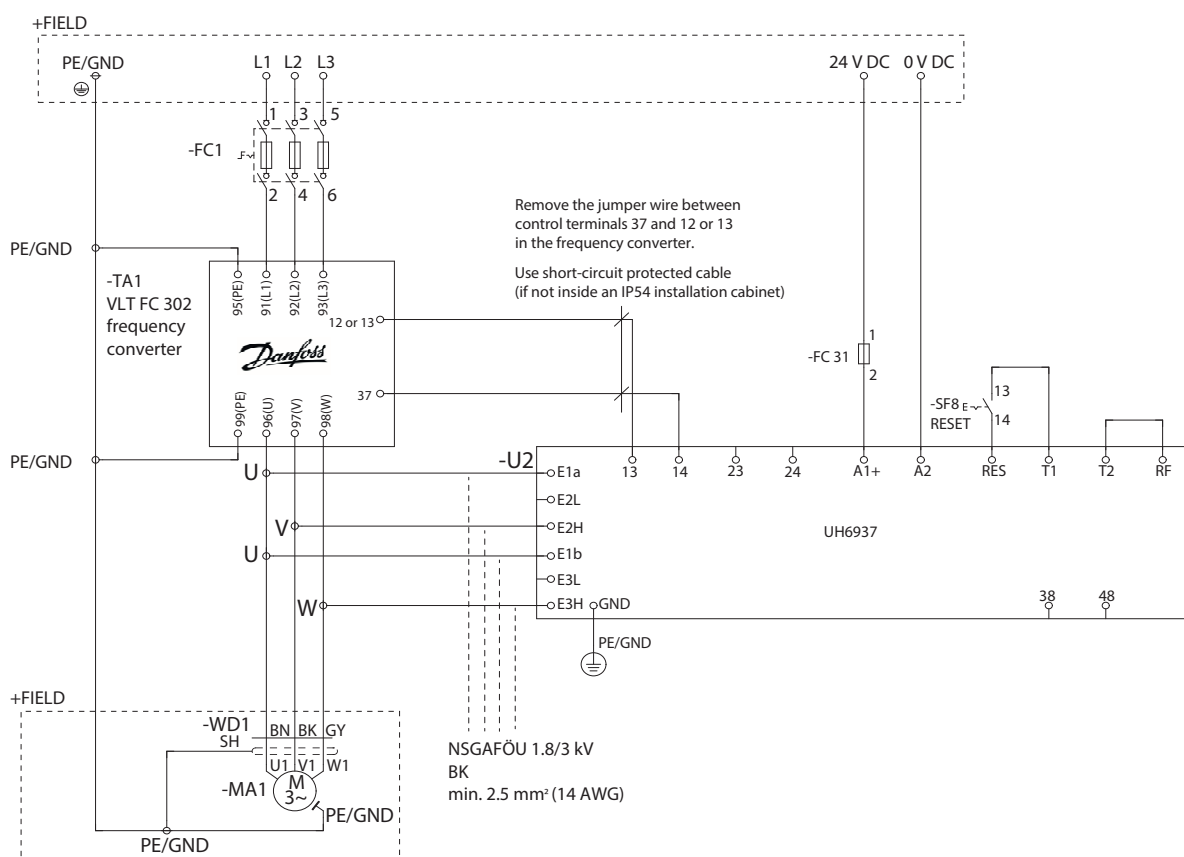 +FIELD
PE/GND L1 L2 L3 24 V DC 0 V DC
1 3 5
-FC1
2 4 6
Remove the jumper wire between
control terminals 37 and 12 or 13
in the frequency converter.
Use short-circuit protected cable
(if not inside an IP54 installation cabinet)
PE/GND
-TA1
VLT FC 302
frequency
converter
95(PE) 91(L1) 92(L2) 93(L3)
12 or 13
Danfoss
37
99(PE) 96(U) 97(V) 98(W)
1
-FC 31
2
13
-SF8 E
RESET
14
PE/GND
-U2
13 14 23 24 A1+ A2 RES T1 T2 RF
U E1a
E2L
V E2H
UH6937
U E1b
E3L
W E3H GND
38 48
PE/GND
+FIELD
-WD1 BN BK GY
SH
U1 V1 W1
-MA1
M
3~
PE/GND
PE/GND
NSGAFÖU 1.8/3 kV
BK
min. 2.5 mm² (14 AWG)